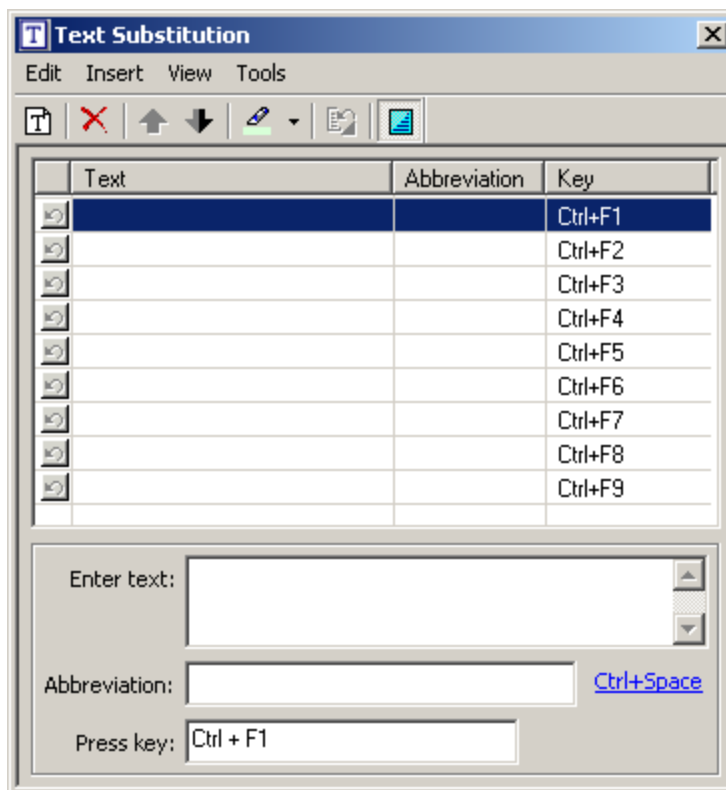 T Text Substitution
Edit Insert View Tools
T
Text Abbreviation Key
Ctrl+F1
Ctrl+F2
Ctrl+F3
Ctrl+F4
Ctrl+F5
Ctrl+F6
Ctrl+F7
Ctrl+F8
Ctrl+F9
Enter text:
Abbreviation: Ctrl+Space
Press key: Ctrl + F1